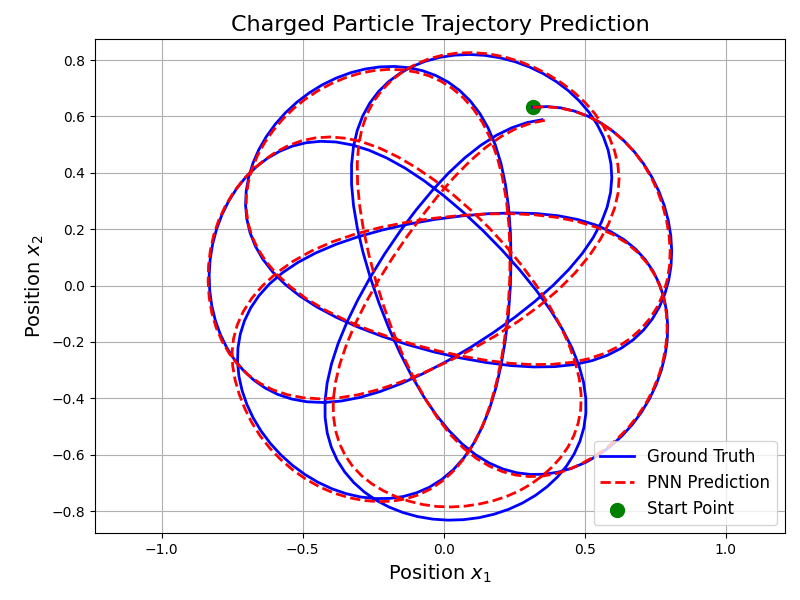 Charged Particle Trajectory Prediction
Position x₂
0.8
0.6
0.4
0.2
0.0
−0.2
−0.4
−0.6
−0.8
−1.0
−0.5
0.0
0.5
1.0
Position x₁
Ground Truth
PNN Prediction
Start Point